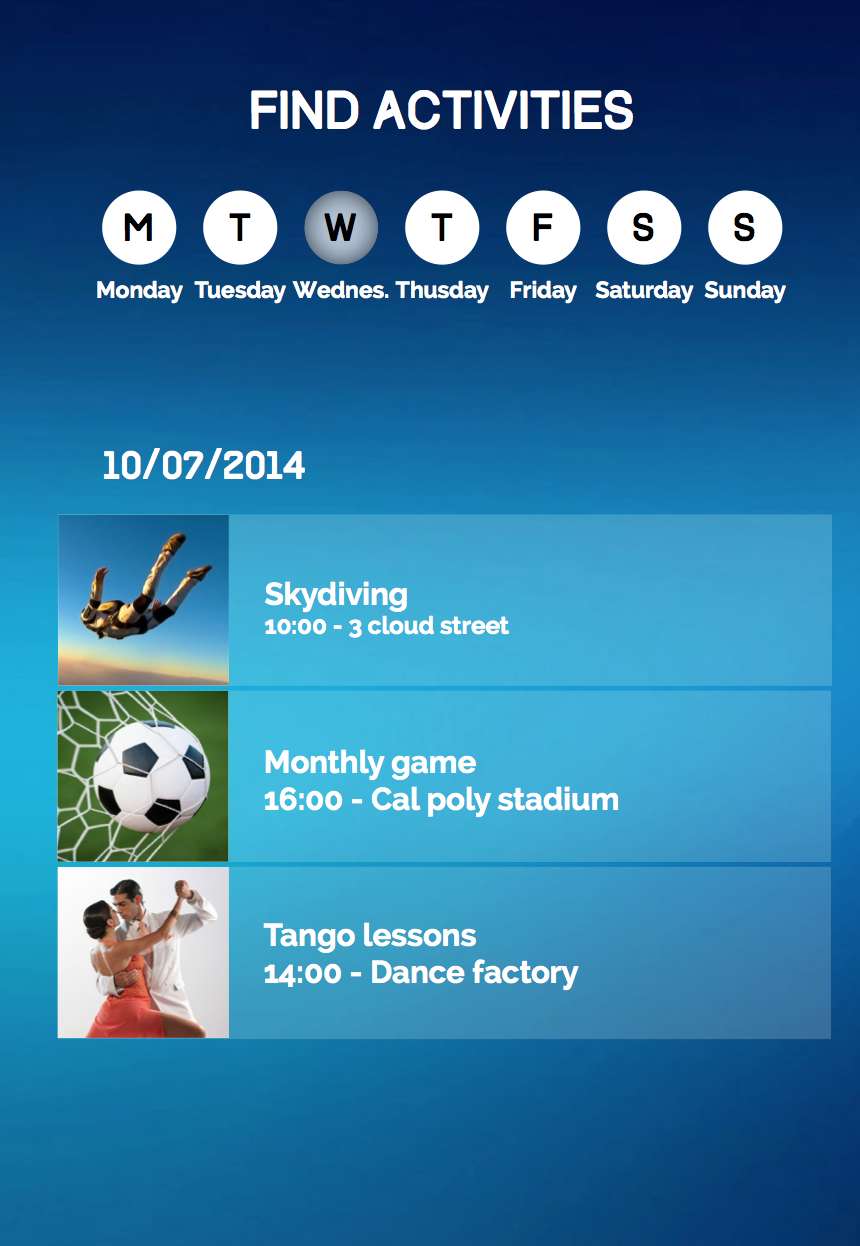 FIND ACTIVITIES
M T W T F S S
Monday Tuesday Wednes. Thusday Friday Saturday Sunday
10/07/2014
Skydiving
10:00 - 3 cloud street
Monthly game
16:00 - Cal poly stadium
Tango lessons
14:00 - Dance factory